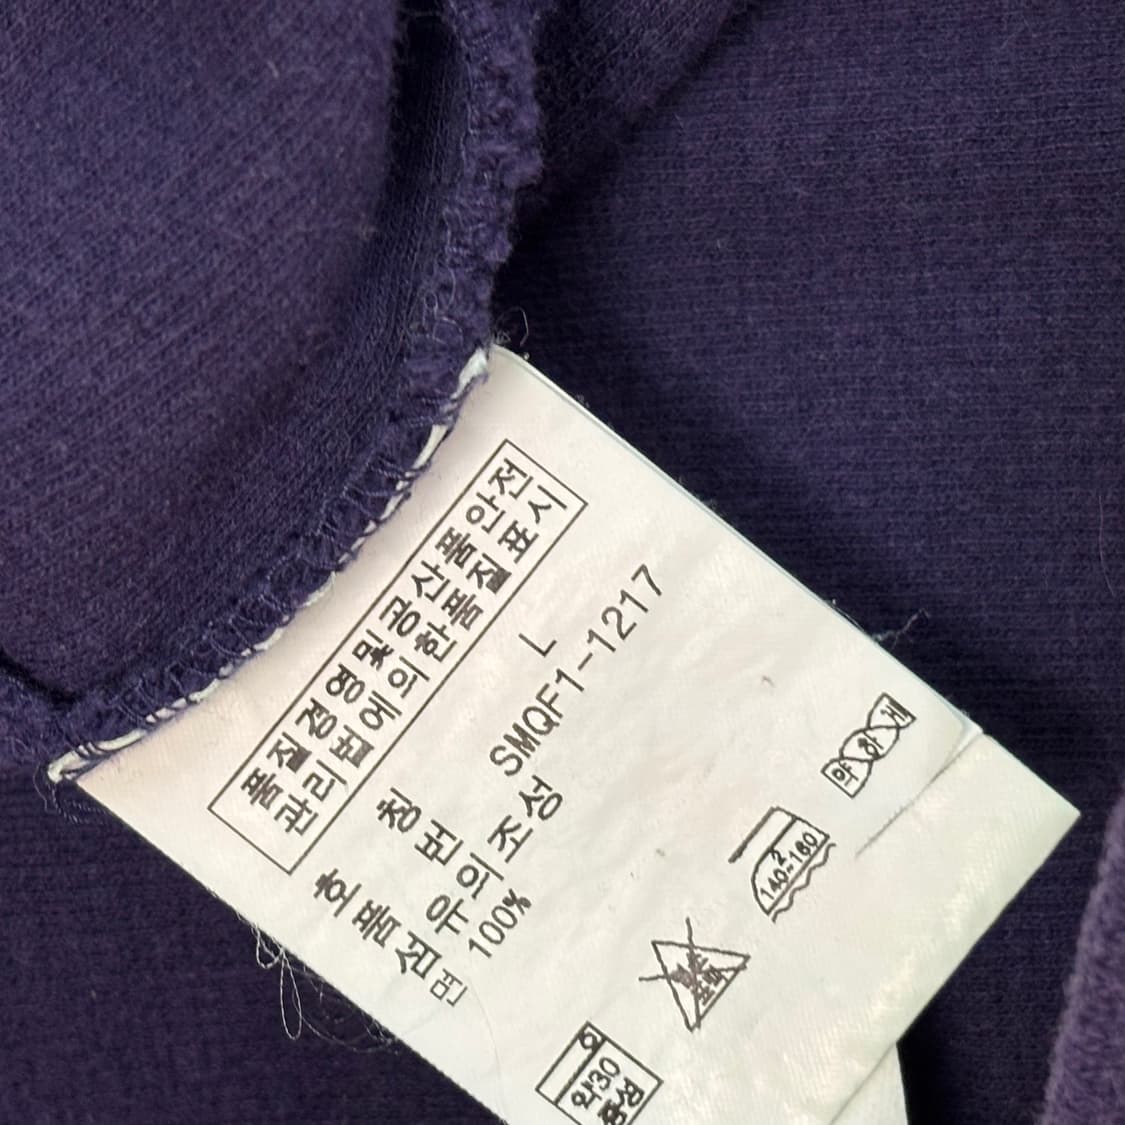 품질경영및공산품안전
관리법에의한품질표시
호 칭 L
품 번 SMQF1-1217
섬유의조성
면 100%
약30
중성
2
140~160
약하게